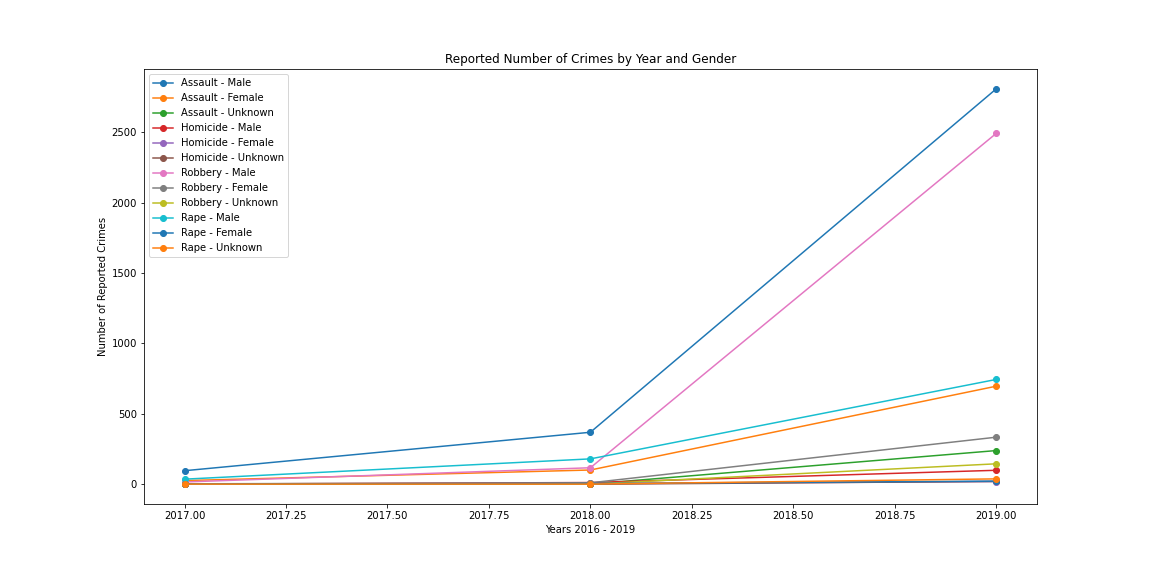 Reported Number of Crimes by Year and Gender
Assault - Male
Assault - Female
Assault - Unknown
Homicide - Male
Homicide - Female
Homicide - Unknown
Robbery - Male
Robbery - Female
Robbery - Unknown
Rape - Male
Rape - Female
Rape - Unknown
Number of Reported Crimes
2500
2000
1500
1000
500
0
2017.00 2017.25 2017.50 2017.75 2018.00 2018.25 2018.50 2018.75 2019.00
Years 2016 - 2019